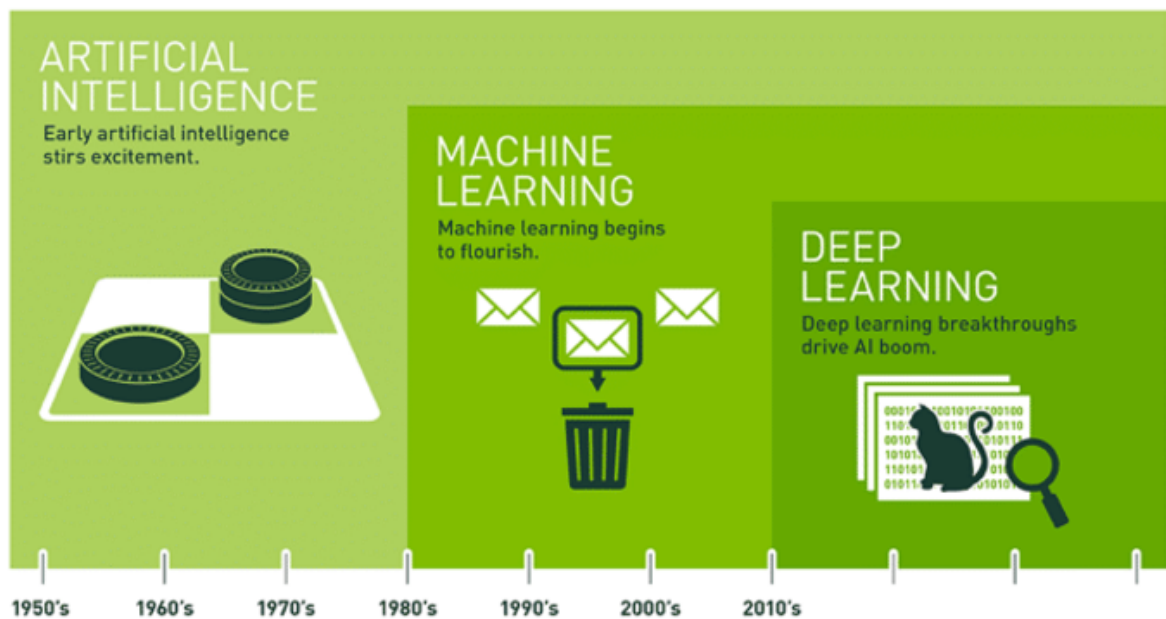 ARTIFICIAL
INTELLIGENCE
Early artificial intelligence
stirs excitement.
MACHINE
LEARNING
Machine learning begins
to flourish.
DEEP
LEARNING
Deep learning breakthroughs
drive AI boom.
1950's
1960's
1970's
1980's
1990's
2000's
2010's